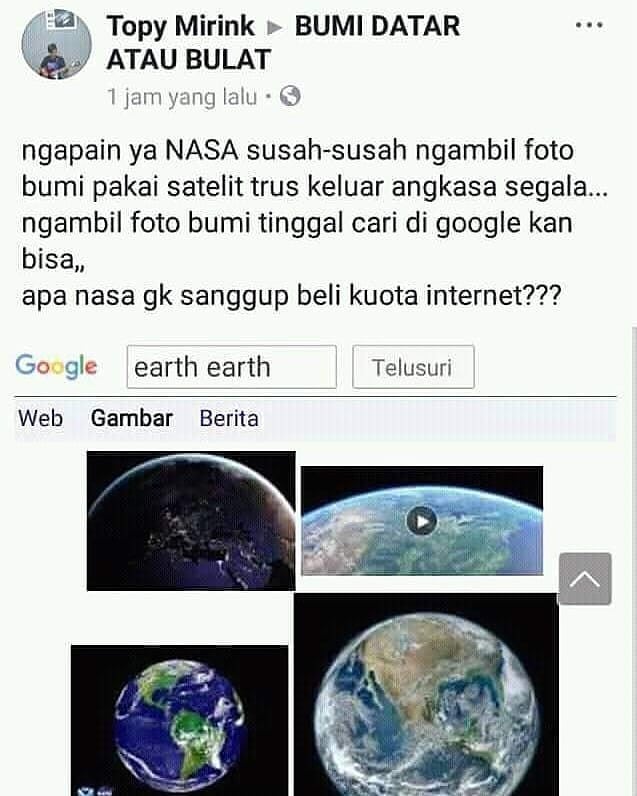 Topy Mirink ▸ BUMI DATAR
ATAU BULAT
1 jam yang lalu •
ngapain ya NASA susah-susah ngambil foto
bumi pakai satelit trus keluar angkasa segala...
ngambil foto bumi tinggal cari di google kan
bisa,,
apa nasa gk sanggup beli kuota internet???
Google earth earth Telusuri
Web Gambar Berita